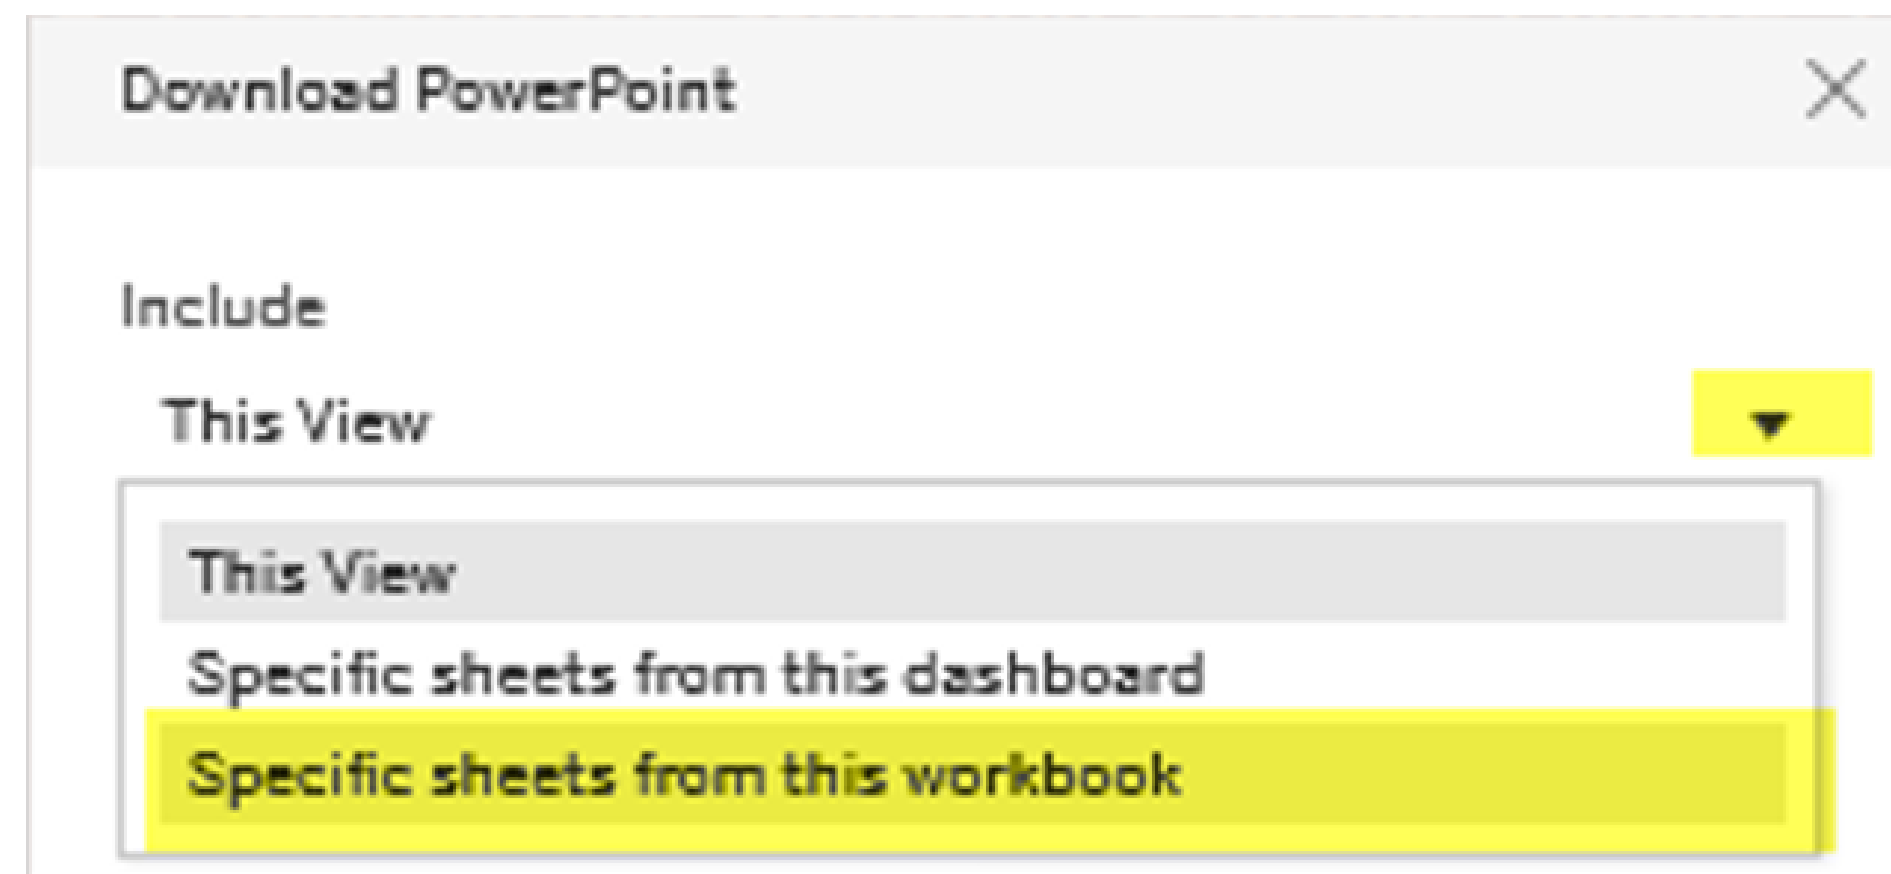 Download PowerPoint
Include
This View
This View
Specific sheets from this dashboard
Specific sheets from this workbook